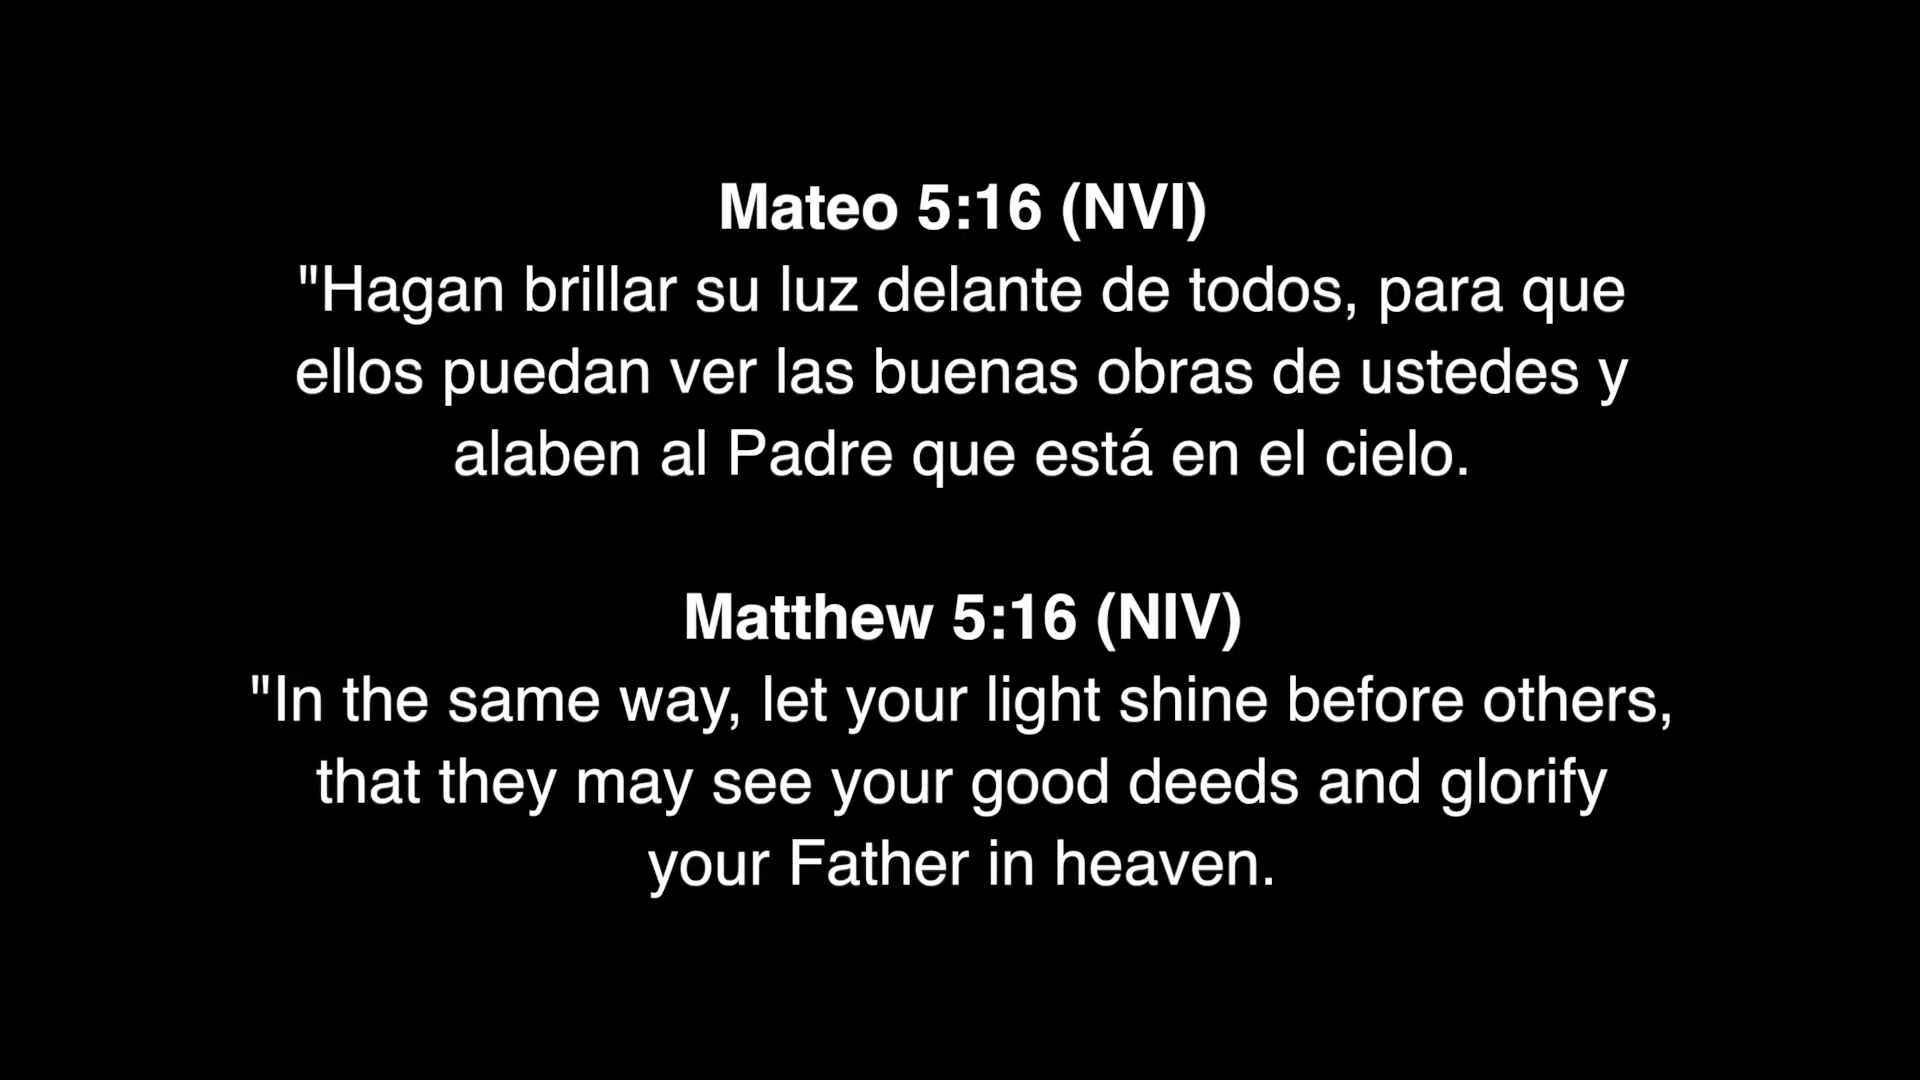 Mateo 5:16 (NVI)
"Hagan brillar su luz delante de todos, para que
ellos puedan ver las buenas obras de ustedes y
alaben al Padre que está en el cielo.
Matthew 5:16 (NIV)
"In the same way, let your light shine before others,
that they may see your good deeds and glorify
your Father in heaven.